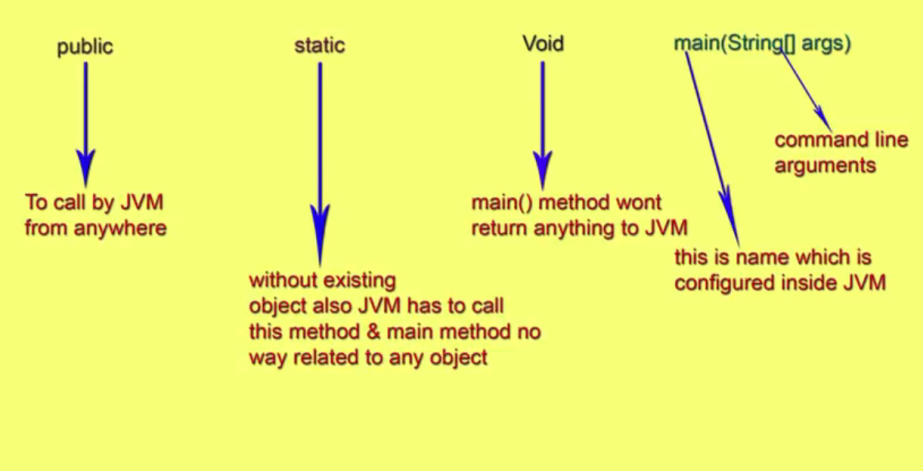 public
static
Void
main(String[] args)
command line
arguments
To call by JVM
from anywhere
main() method wont
return anything to JVM
this is name which is
configured inside JVM
without existing
object also JVM has to call
this method & main method no
way related to any object